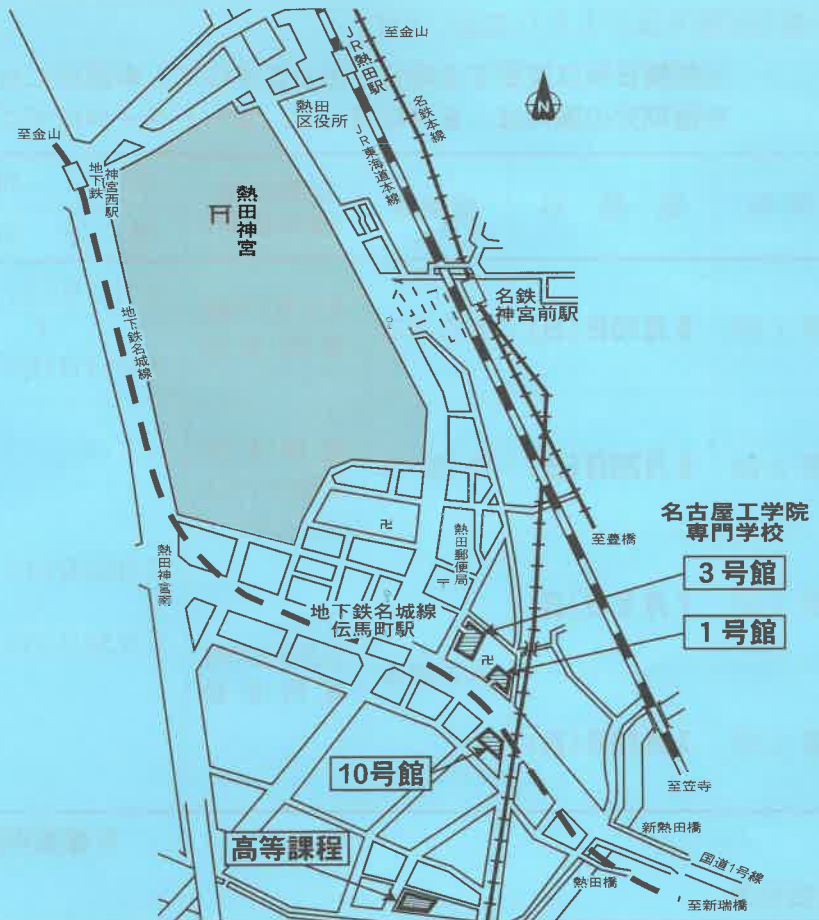 至金山
JR熱田駅
至金山
熱田
区役所
名鉄本線
JR東海道本線
N
至金山
地下鉄
神宮西駅
熱田神宮
名鉄
神宮前駅
地下鉄名城線
名古屋工学院
専門学校
至豊橋
3号館
熱田郵便局
熱田神宮南
地下鉄名城線
伝馬町駅
1号館
10号館
至笠寺
高等課程
新熱田橋
国道1号線
熱田橋
至新瑞橋